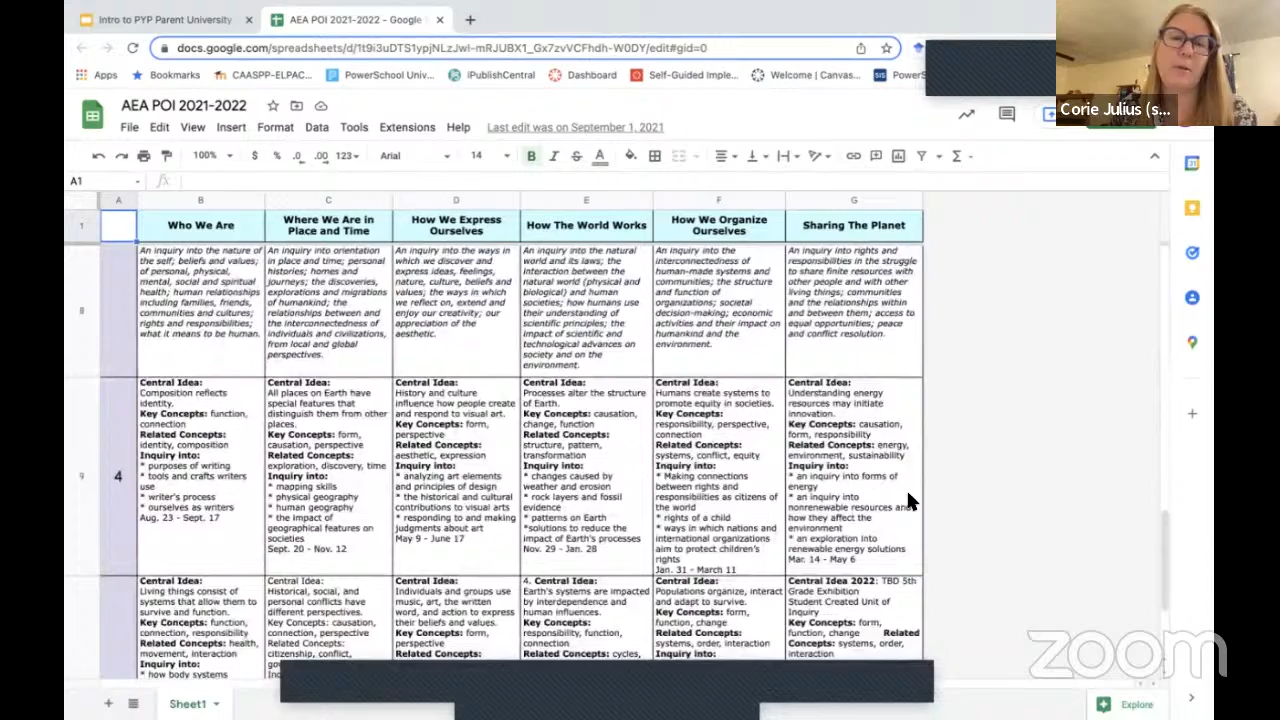 Intro to PYP Parent University
AEA POI 2021-2022 - Google
docs.google.com/spreadsheets/d/1t9i3uDTS1ypjNLzJwl-mRJUBX1_Gx7zvVCFhdh-W0DY/edit#gid=0
Apps
Bookmarks
CAASPP-ELPAC...
PowerSchool Univ...
iPublishCentral
Dashboard
Self-Guided Imple...
Welcome | Canvas...
SIS
PowerS
Corie Julius (s...
AEA POI 2021-2022
File Edit View Insert Format Data Tools Extensions Help Last edit was on September 1, 2021
100% $ % .0 .00 123 Arial 14 B I S A
A1 fx
A B C D E F G
1
Who We Are
Where We Are in
Place and Time
How We Express
Ourselves
How The World Works
How We Organize
Ourselves
Sharing The Planet
8
An inquiry into the nature of
the self; beliefs and values;
of personal, physical,
mental, social and spiritual
health; human relationships
including families, friends,
communities and cultures;
rights and responsibilities;
what it means to be human.
An inquiry into orientation
in place and time; personal
histories; homes and
journeys; the discoveries,
explorations and migrations
of humankind; the
relationships between and
the interconnectedness of
individuals and civilizations,
from local and global
perspectives.
An inquiry into the ways in
which we discover and
express ideas, feelings,
nature, culture, beliefs and
values; the ways in which
we reflect on, extend and
enjoy our creativity; our
appreciation of the
aesthetic.
An inquiry into the natural
world and its laws; the
interaction between the
natural world (physical and
biological) and human
societies; how humans use
their understanding of
scientific principles; the
impact of scientific and
technological advances on
society and on the
environment.
An inquiry into the
interconnectedness of
human-made systems and
communities; the structure
and function of
organizations; societal
decision-making; economic
activities and their impact on
humankind and the
environment.
An inquiry into rights and
responsibilities in the struggle
to share finite resources with
other people and with other
living things; communities
and the relationships within
and between them; access to
equal opportunities; peace
and conflict resolution.
9
4
Central Idea:
Composition reflects
identity.
Key Concepts: function,
connection
Related Concepts:
identity, composition
Inquiry into:
* purposes of writing
* tools and crafts writers
use
* writer's process
* ourselves as writers
Aug. 23 - Sept. 17
Central Idea:
All places on Earth have
special features that
distinguish them from other
places.
Key Concepts: form,
causation, perspective
Related Concepts:
exploration, discovery, time
Inquiry into:
* mapping skills
* physical geography
* human geography
* the impact of
geographical features on
societies
Sept. 20 - Nov. 12
Central Idea:
History and culture
influence how people create
and respond to visual art.
Key Concepts: form,
perspective
Related Concepts:
aesthetic, expression
Inquiry into:
* analyzing art elements
and principles of design
* the historical and cultural
contributions to visual arts
* responding to and making
judgments about art
May 9 - June 17
Central Idea:
Processes alter the structure
of Earth.
Key Concepts: causation,
change, function
Related Concepts:
structure, pattern,
transformation
Inquiry into:
* changes caused by
weather and erosion
* rock layers and fossil
evidence
* patterns on Earth
*solutions to reduce the
impact of Earth's processes
Nov. 29 - Jan. 28
Central Idea:
Humans create systems to
promote equity in societies.
Key Concepts:
responsibility, perspective,
connection
Related Concepts:
systems, conflict, equity
Inquiry into:
* Making connections
between rights and
responsibilities as citizens of
the world
* rights of a child
* ways in which nations and
international organizations
aim to protect children's
rights
Jan. 31 - March 11
Central Idea:
Understanding energy
resources may initiate
innovation.
Key Concepts: causation,
form, responsibility
Related Concepts: energy,
environment, sustainability
Inquiry into:
* an inquiry into forms of
energy
* an inquiry into
nonrenewable resources and
how they affect the
environment
* an exploration into
renewable energy solutions
Mar. 14 - May 6
Central Idea:
Living things consist of
systems that allow them to
survive and function.
Key Concepts: function,
connection, responsibility
Related Concepts: health,
movement, interaction
Inquiry into:
* how body systems
Central Idea:
Historical, social, and
personal conflicts have
different perspectives.
Key Concepts: causation,
connection, perspective
Related Concepts:
citizenship, conflict,
Central Idea:
Individuals and groups use
music, art, the written
word, and action to express
their beliefs and values.
Key Concepts: form,
perspective
Related Concepts:
4. Central Idea:
Earth's systems are impacted
by interdependence and
human influences.
Key Concepts:
responsibility, function,
connection
Related Concepts: cycles,
Central Idea:
Populations organize, interact
and adapt to survive.
Key Concepts: form,
function, change
Related Concepts:
systems, order, interaction
Inquiry into:
Central Idea 2022: TBD 5th
Grade Exhibition
Student Created Unit of
Inquiry
Key Concepts: form,
function, change Related
Concepts: systems, order,
interaction
zoom
Sheet1
Explore